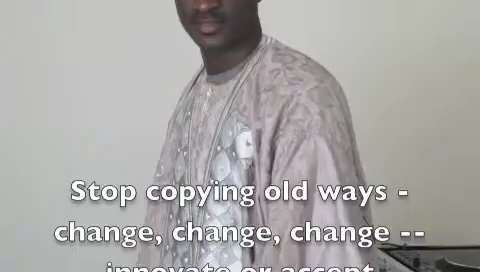 Stop copying old ways -
change, change, change --
innovate or accept